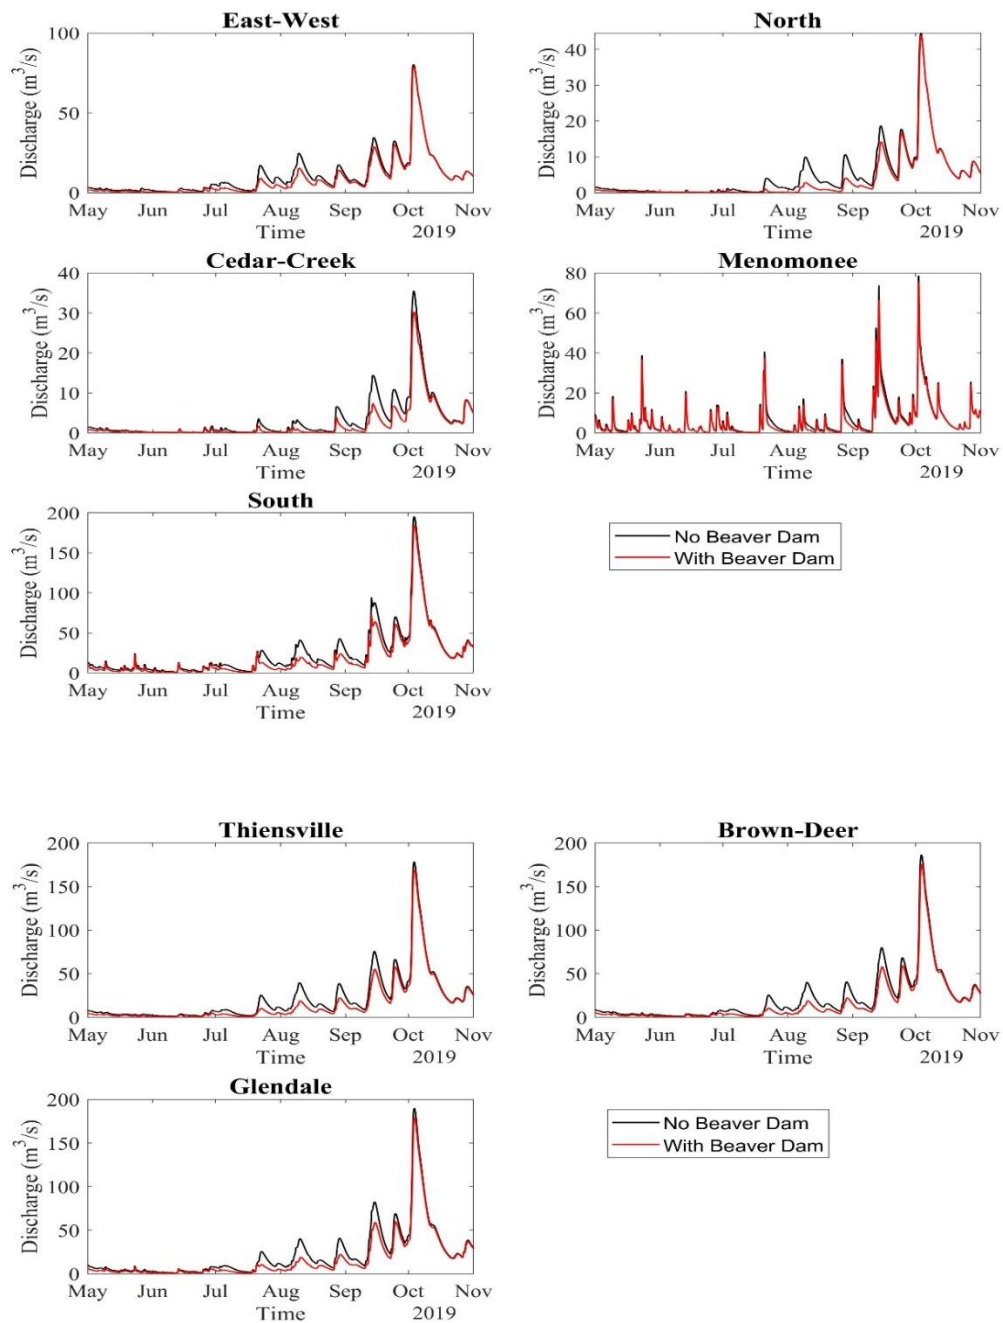 East-West
Discharge (m³/s)
100
50
0
May Jun Jul Aug Sep Oct Nov
Time 2019
North
Discharge (m³/s)
40
30
20
10
0
May Jun Jul Aug Sep Oct Nov
Time 2019
Cedar-Creek
Discharge (m³/s)
40
30
20
10
0
May Jun Jul Aug Sep Oct Nov
Time 2019
Menomonee
Discharge (m³/s)
80
60
40
20
0
May Jun Jul Aug Sep Oct Nov
Time 2019
South
Discharge (m³/s)
200
150
100
50
0
May Jun Jul Aug Sep Oct Nov
Time 2019
No Beaver Dam
With Beaver Dam
Thiensville
Discharge (m³/s)
200
150
100
50
0
May Jun Jul Aug Sep Oct Nov
Time 2019
Brown-Deer
Discharge (m³/s)
200
150
100
50
0
May Jun Jul Aug Sep Oct Nov
Time 2019
Glendale
Discharge (m³/s)
200
150
100
50
0
May Jun Jul Aug Sep Oct Nov
Time 2019
No Beaver Dam
With Beaver Dam